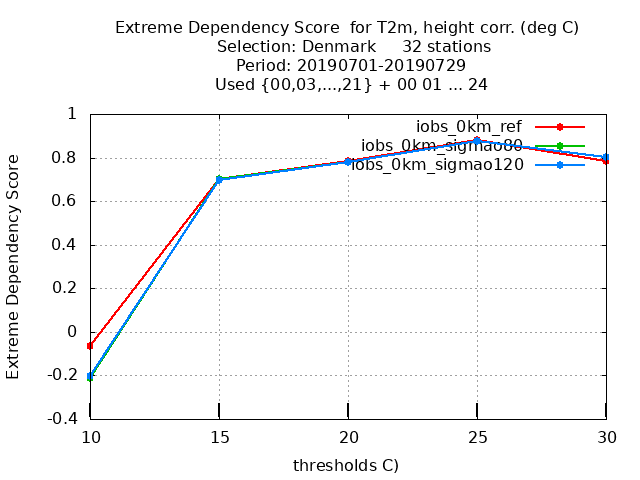 Extreme Dependency Score  for T2m, height corr. (deg C)
Selection: Denmark     32 stations
Period: 20190701-20190729
Used {00,03,...,21} + 00 01 ... 24
Extreme Dependency Score
1
0.8
0.6
0.4
0.2
0
-0.2
-0.4
iobs_0km_ref
iobs_0km_sigmao80
iobs_0km_sigmao120
10 15 20 25 30
thresholds C)